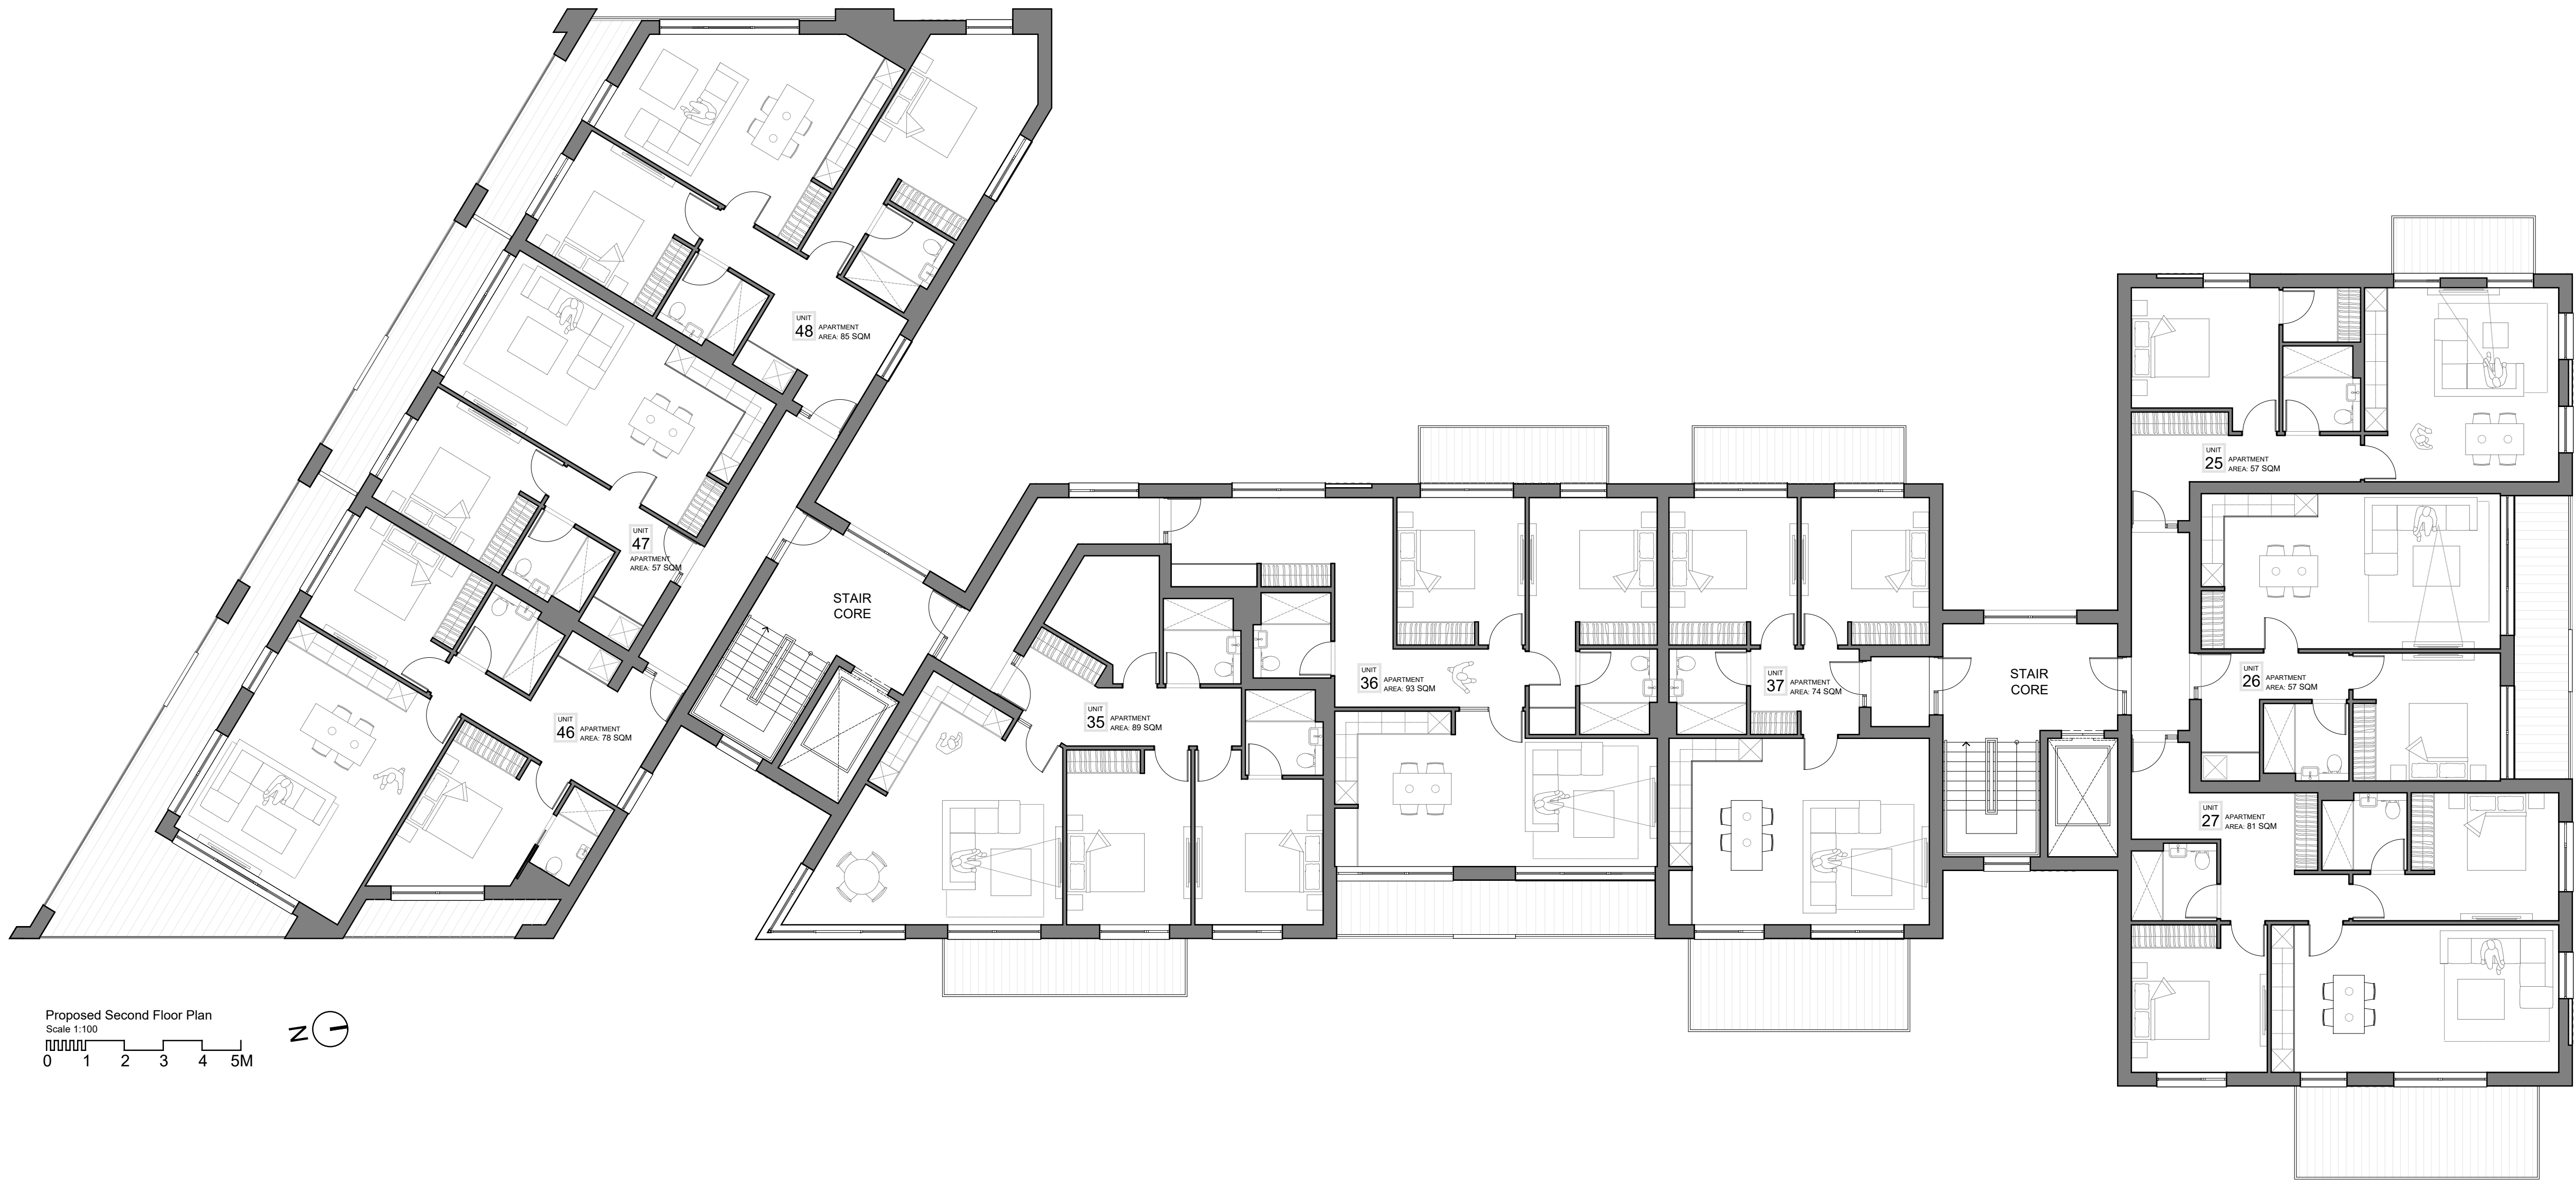 UNIT
48
APARTMENT
AREA: 85 SQM
UNIT
47
APARTMENT
AREA: 57 SQM
UNIT
46
APARTMENT
AREA: 78 SQM
STAIR
CORE
UNIT
35
APARTMENT
AREA: 89 SQM
UNIT
36
APARTMENT
AREA: 93 SQM
UNIT
37
APARTMENT
AREA: 74 SQM
STAIR
CORE
UNIT
25
APARTMENT
AREA: 57 SQM
UNIT
26
APARTMENT
AREA: 57 SQM
UNIT
27
APARTMENT
AREA: 81 SQM
Proposed Second Floor Plan
Scale 1:100
0 1 2 3 4 5M
N